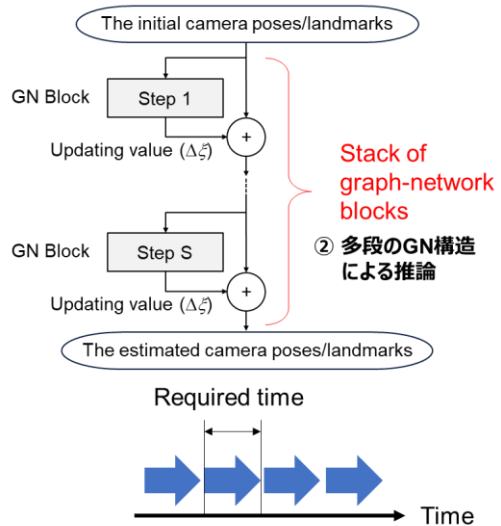 The initial camera poses/landmarks
GN Block
Step 1
Updating value (Δξ)
+
Stack of
graph-network
blocks
② 多段のGN構造
による推論
GN Block
Step S
Updating value (Δξ)
+
The estimated camera poses/landmarks
Required time
Time